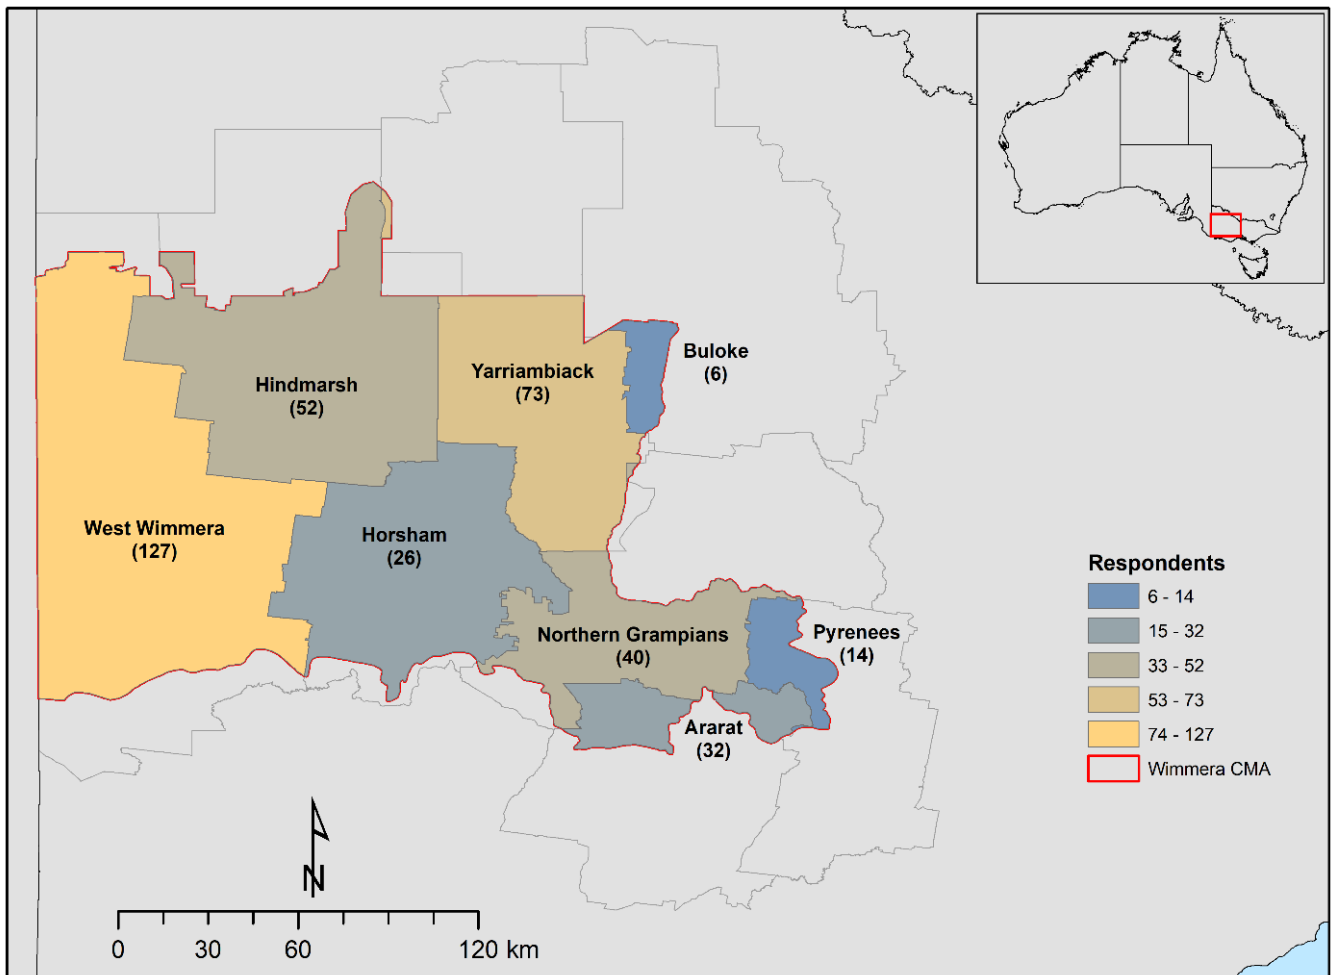 Buloke
(6)
Hindmarsh
(52)
Yarriambiack
(73)
West Wimmera
(127)
Horsham
(26)
Northern Grampians
(40)
Pyrenees
(14)
Ararat
(32)
Respondents
6 - 14
15 - 32
33 - 52
53 - 73
74 - 127
Wimmera CMA
N
0 30 60 120 km